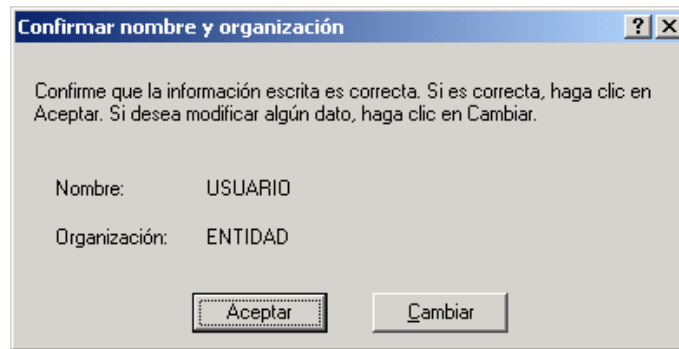 Confirmar nombre y organización
Confirme que la información escrita es correcta. Si es correcta, haga clic en
Aceptar. Si desea modificar algún dato, haga clic en Cambiar.
Nombre: USUARIO
Organización: ENTIDAD
Aceptar Cambiar